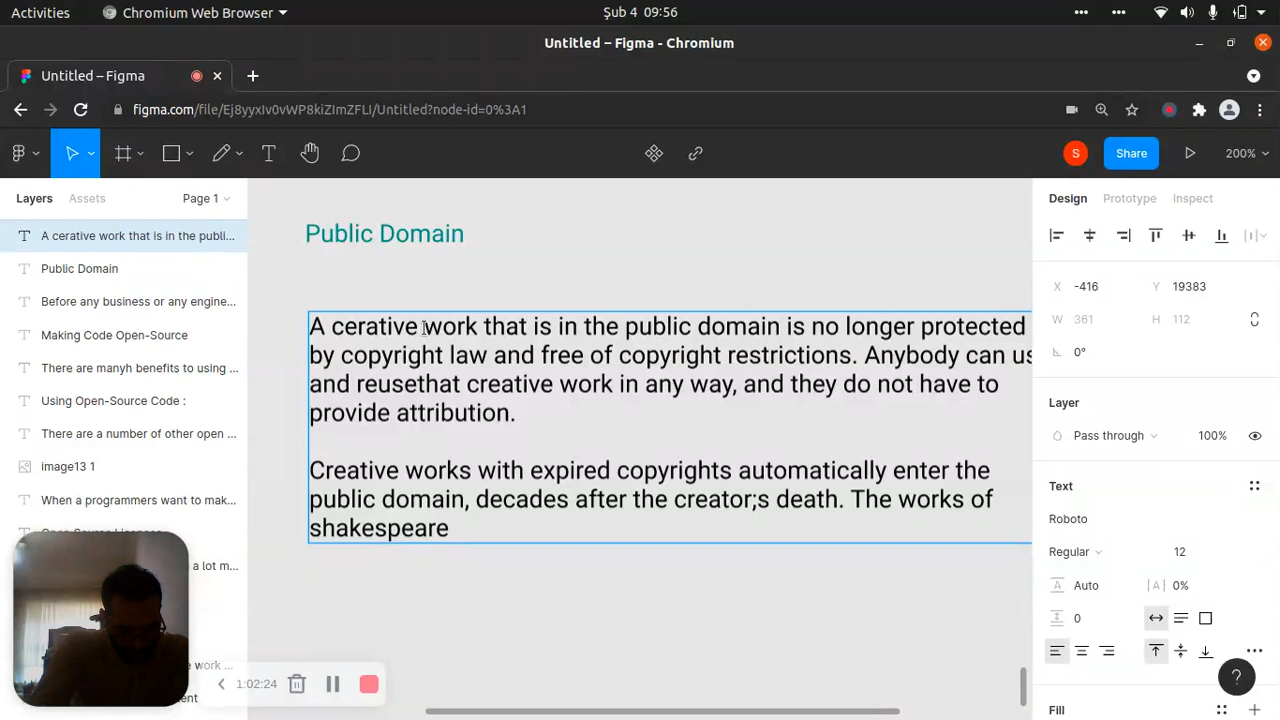 Activities
Chromium Web Browser
Şub 4 09:56
Untitled – Figma - Chromium
Untitled – Figma
figma.com/file/Ej8yyxIv0vWP8kiZImZFLI/Untitled?node-id=0%3A1
S
Share
200%
Layers
Assets
Page 1
Design
Prototype
Inspect
A cerative work that is in the publi...
Public Domain
Before any business or any engine...
Making Code Open-Source
There are manyh benefits to using ...
Using Open-Source Code :
There are a number of other open ...
image13 1
When a programmers want to mak...
a lot m...
work ...
Public Domain
A cerative work that is in the public domain is no longer protected
by copyright law and free of copyright restrictions. Anybody can us
and reusethat creative work in any way, and they do not have to
provide attribution.
Creative works with expired copyrights automatically enter the
public domain, decades after the creator;s death. The works of
shakespeare
1:02:24
X -416
Y 19383
W 361
H 112
0°
Layer
Pass through
100%
Text
Roboto
Regular
12
A Auto
|A| 0%
0
?
Fill